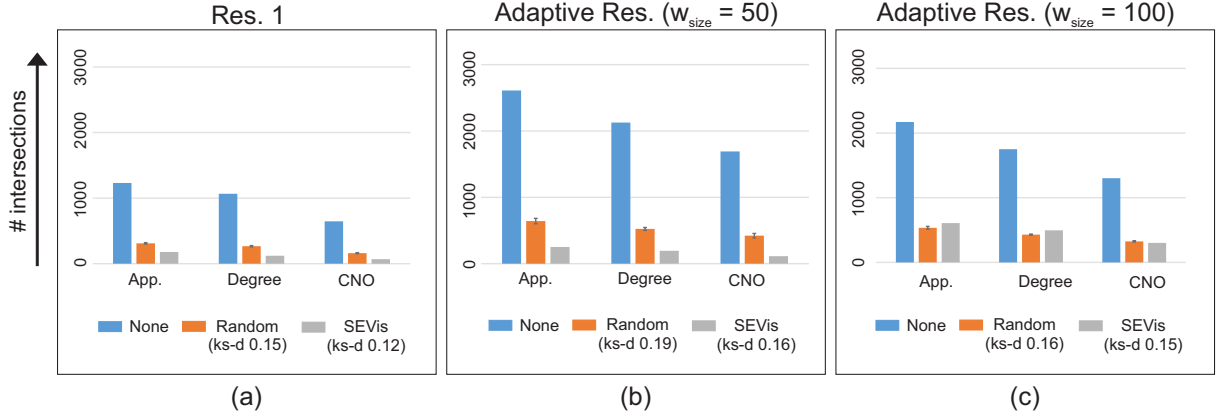 Res. 1
Adaptive Res. (w_size = 50)
Adaptive Res. (w_size = 100)
# intersections
3000
2000
1000
0
App.
Degree
CNO
None
Random
(ks-d 0.15)
SEVis
(ks-d 0.12)
3000
2000
1000
0
App.
Degree
CNO
None
Random
(ks-d 0.19)
SEVis
(ks-d 0.16)
3000
2000
1000
0
App.
Degree
CNO
None
Random
(ks-d 0.16)
SEVis
(ks-d 0.15)
(a)
(b)
(c)